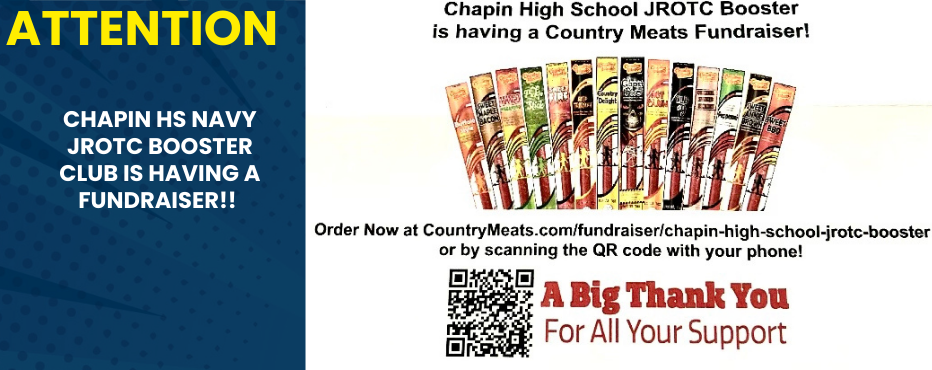 ATTENTION
CHAPIN HS NAVY
JROTC BOOSTER
CLUB IS HAVING A
FUNDRAISER!!
Chapin High School JROTC Booster
is having a Country Meats Fundraiser!
Order Now at CountryMeats.com/fundraiser/chapin-high-school-jrotc-booster
or by scanning the QR code with your phone!
A Big Thank You
For All Your Support